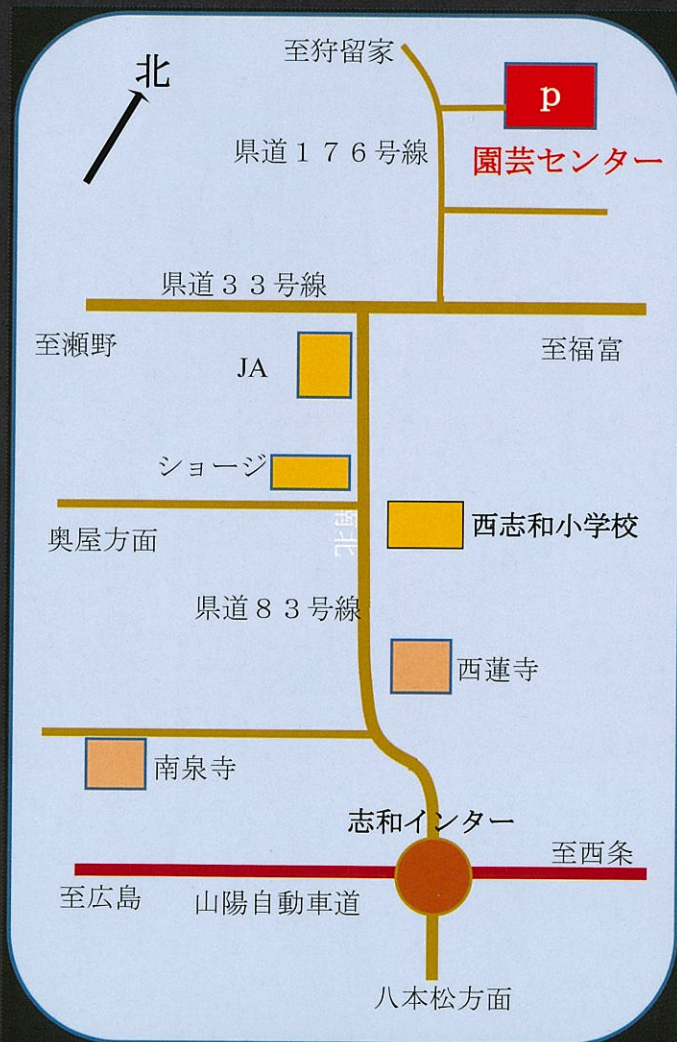 至狩留家
北
p
県道１７６号線
園芸センター
県道３３号線
至瀬野
至福富
JA
ショージ
西志和小学校
奥屋方面
南北
県道８３号線
西蓮寺
南泉寺
志和インター
至西条
至広島
山陽自動車道
八本松方面